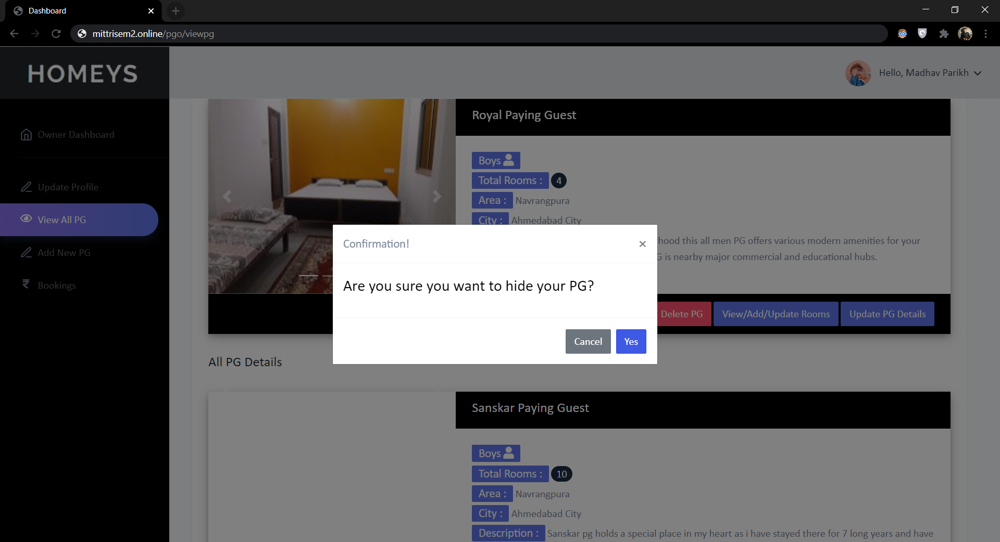 Dashboard
mittrisem2.online/pgo/viewpg
HOMEYS
Hello, Madhav Parikh
Owner Dashboard
Update Profile
View All PG
Add New PG
₹ Bookings
Royal Paying Guest
Boys
Total Rooms : 4
Area : Navrangpura
City : Ahmedabad City
hood this all men PG offers various modern amenities for your
G is nearby major commercial and educational hubs.
Confirmation! ×
Are you sure you want to hide your PG?
Cancel Yes
Delete PG View/Add/Update Rooms Update PG Details
All PG Details
Sanskar Paying Guest
Boys
Total Rooms : 10
Area : Navrangpura
City : Ahmedabad City
Description : Sanskar pg holds a special place in my heart as i have stayed there for 7 long years and have